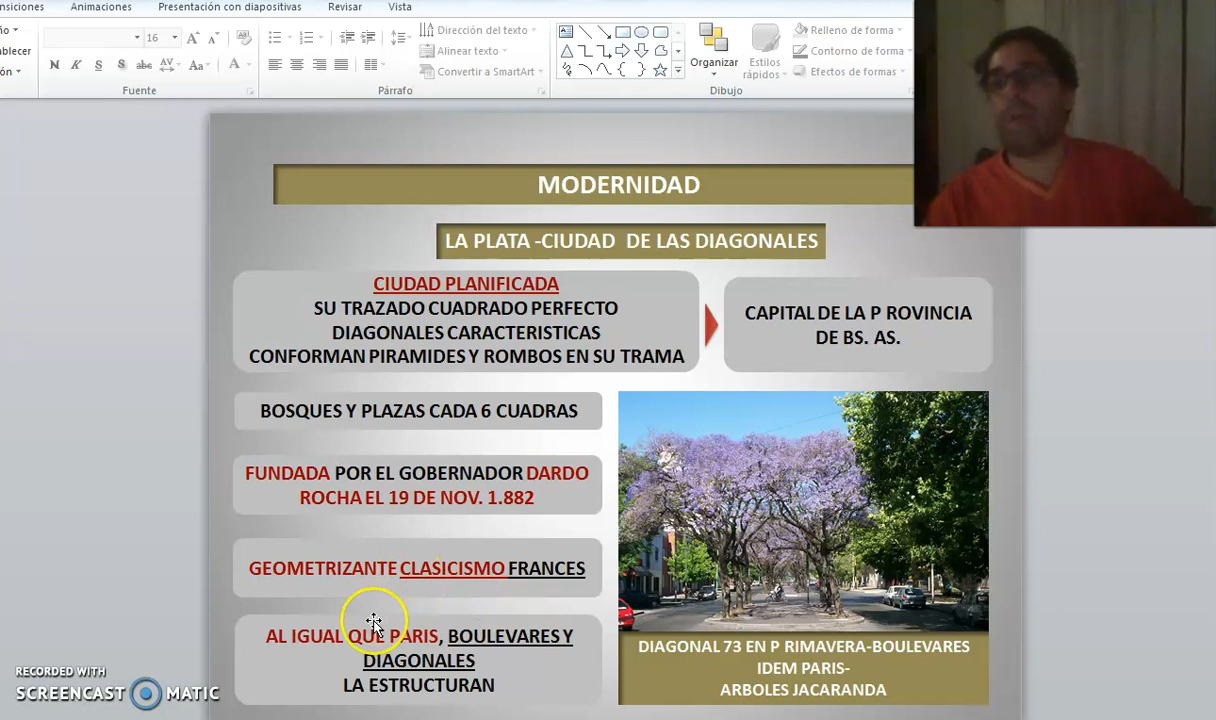 nsiciones Animaciones Presentación con diapositivas Revisar Vista
16 Dirección del texto Relleno de forma
ablecer Alinear texto Organizar Estilos rápidos Contorno de forma
Convertir a SmartArt Efectos de formas
N K S S abc AV Aa A
Fuente Párrafo Dibujo
MODERNIDAD
LA PLATA -CIUDAD DE LAS DIAGONALES
CIUDAD PLANIFICADA
SU TRAZADO CUADRADO PERFECTO
DIAGONALES CARACTERISTICAS
CONFORMAN PIRAMIDES Y ROMBOS EN SU TRAMA
CAPITAL DE LA P ROVINCIA
DE BS. AS.
BOSQUES Y PLAZAS CADA 6 CUADRAS
FUNDADA POR EL GOBERNADOR DARDO
ROCHA EL 19 DE NOV. 1.882
GEOMETRIZANTE CLASICISMO FRANCES
AL IGUAL QUE PARIS, BOULEVARES Y
DIAGONALES
LA ESTRUCTURAN
DIAGONAL 73 EN P RIMAVERA-BOULEVARES
IDEM PARIS-
ARBOLES JACARANDA
RECORDED WITH
SCREENCAST MATIC